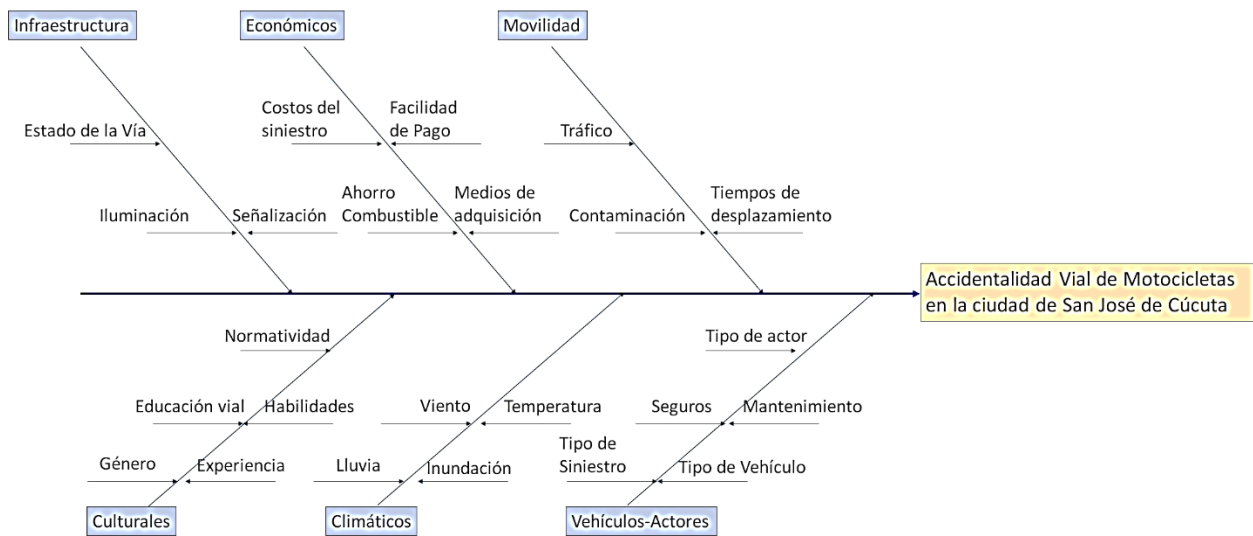 Infraestructura
Económicos
Movilidad
Costos del
siniestro
Facilidad
de Pago
Estado de la Vía
Tráfico
Ahorro
Combustible
Medios de
adquisición
Tiempos de
desplazamiento
Iluminación
Señalización
Contaminación
Accidentalidad Vial de Motocicletas
en la ciudad de San José de Cúcuta
Normatividad
Tipo de actor
Educación vial
Habilidades
Viento
Temperatura
Seguros
Mantenimiento
Género
Experiencia
Lluvia
Inundación
Tipo de
Siniestro
Tipo de Vehículo
Culturales
Climáticos
Vehículos-Actores